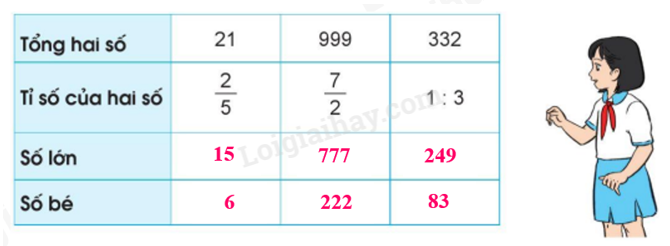 Tổng hai số 21 999 332
Tỉ số của hai số 2/5 7/2 1 : 3
Số lớn 15 777 249
Số bé 6 222 83
Loigiaihay.com